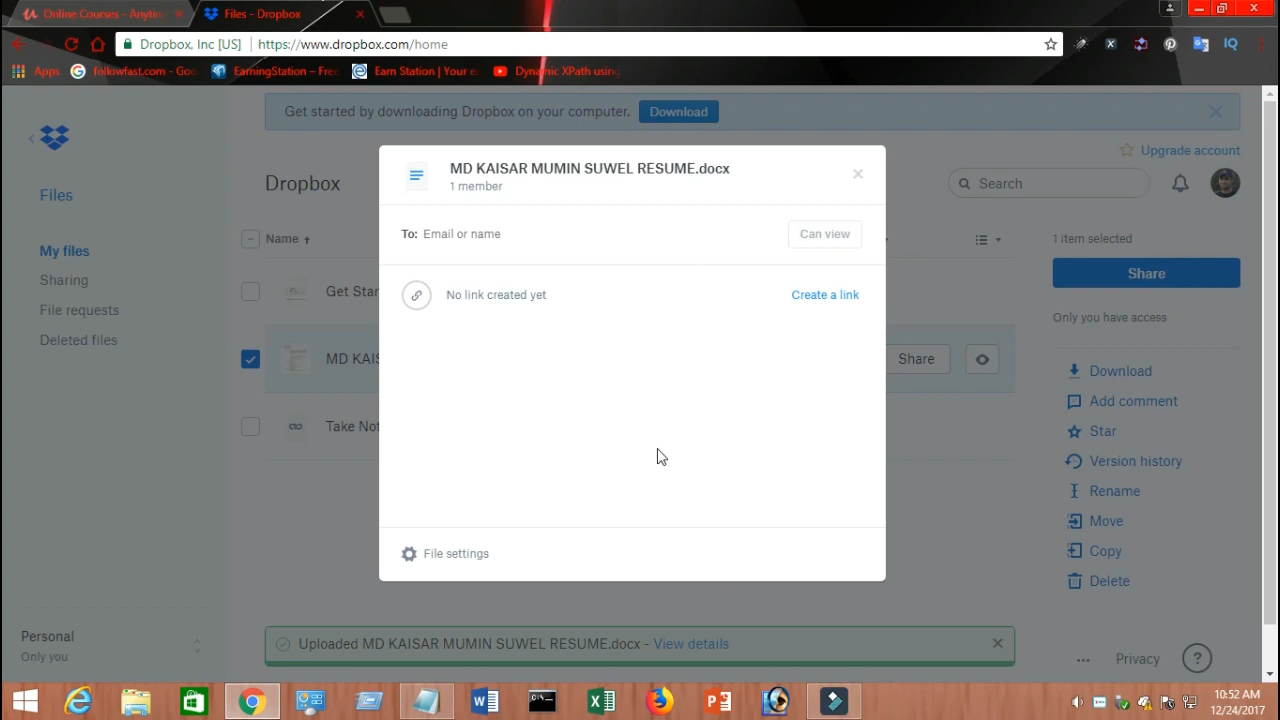 Online Courses - Anytim
Files - Dropbox
Dropbox, Inc [US]
https://www.dropbox.com/home
IQ
Apps
followfast.com - Goo
EarningStation – Free
Earn Station | Your e
Dynamic XPath using
Get started by downloading Dropbox on your computer.
Download
Upgrade account
MD KAISAR MUMIN SUWEL RESUME.docx
1 member
Dropbox
Search
Files
To: Email or name
Can view
Name
1 item selected
My files
Share
Sharing
Get Star
No link created yet
Create a link
File requests
Only you have access
Deleted files
MD KAIS
Share
Download
Add comment
Take Not
Star
Version history
Rename
Move
Copy
File settings
Delete
Personal
Only you
Uploaded MD KAISAR MUMIN SUWEL RESUME.docx - View details
Privacy
?
10:52 AM
12/24/2017